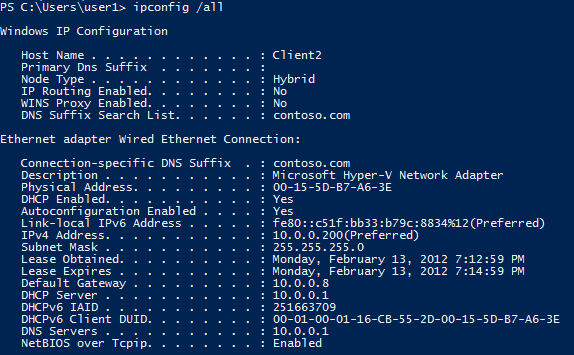 PS C:\Users\user1> ipconfig /all
Windows IP Configuration
Host Name . . . . . . . . . . . . : Client2
Primary Dns Suffix  . . . . . . . :
Node Type . . . . . . . . . . . . : Hybrid
IP Routing Enabled. . . . . . . . : No
WINS Proxy Enabled. . . . . . . . : No
DNS Suffix Search List. . . . . . : contoso.com
Ethernet adapter Wired Ethernet Connection:
Connection-specific DNS Suffix  . : contoso.com
Description . . . . . . . . . . . : Microsoft Hyper-V Network Adapter
Physical Address. . . . . . . . . : 00-15-5D-B7-A6-3E
DHCP Enabled. . . . . . . . . . . : Yes
Autoconfiguration Enabled . . . . : Yes
Link-local IPv6 Address . . . . . : fe80::c51f:bb33:b79c:8834%12(Preferred)
IPv4 Address. . . . . . . . . . . : 10.0.0.200(Preferred)
Subnet Mask . . . . . . . . . . . : 255.255.255.0
Lease Obtained. . . . . . . . . . : Monday, February 13, 2012 7:12:59 PM
Lease Expires . . . . . . . . . . : Monday, February 13, 2012 7:14:59 PM
Default Gateway . . . . . . . . . : 10.0.0.8
DHCP Server . . . . . . . . . . . : 10.0.0.1
DHCPv6 IAID . . . . . . . . . . . : 251663709
DHCPv6 Client DUID. . . . . . . . : 00-01-00-01-16-CB-55-2D-00-15-5D-B7-A6-3E
DNS Servers . . . . . . . . . . . : 10.0.0.1
NetBIOS over Tcpip. . . . . . . . : Enabled